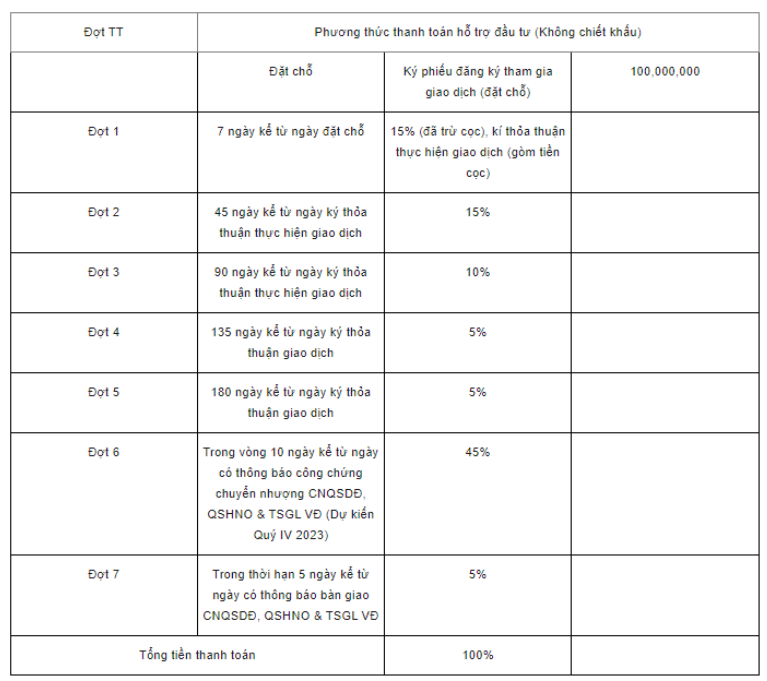 Đợt TT
Phương thức thanh toán hỗ trợ đầu tư (Không chiết khấu)
Đặt chỗ
Ký phiếu đăng ký tham gia
giao dịch (đặt chỗ)
100,000,000
Đợt 1
7 ngày kể từ ngày đặt chỗ
15% (đã trừ cọc), kí thỏa thuận
thực hiện giao dịch (gồm tiền
cọc)
Đợt 2
45 ngày kể từ ngày ký thỏa
thuận thực hiện giao dịch
15%
Đợt 3
90 ngày kể từ ngày ký thỏa
thuận thực hiện giao dịch
10%
Đợt 4
135 ngày kể từ ngày ký thỏa
thuận giao dịch
5%
Đợt 5
180 ngày kể từ ngày ký thỏa
thuận giao dịch
5%
Đợt 6
Trong vòng 10 ngày kể từ ngày
có thông báo công chứng
chuyển nhượng CNQSDĐ,
QSHNO & TSGL VĐ (Dự kiến
Quý IV 2023)
45%
Đợt 7
Trong thời hạn 5 ngày kể từ
ngày có thông báo bàn giao
CNQSDĐ, QSHNO & TSGL VĐ
5%
Tổng tiền thanh toán
100%